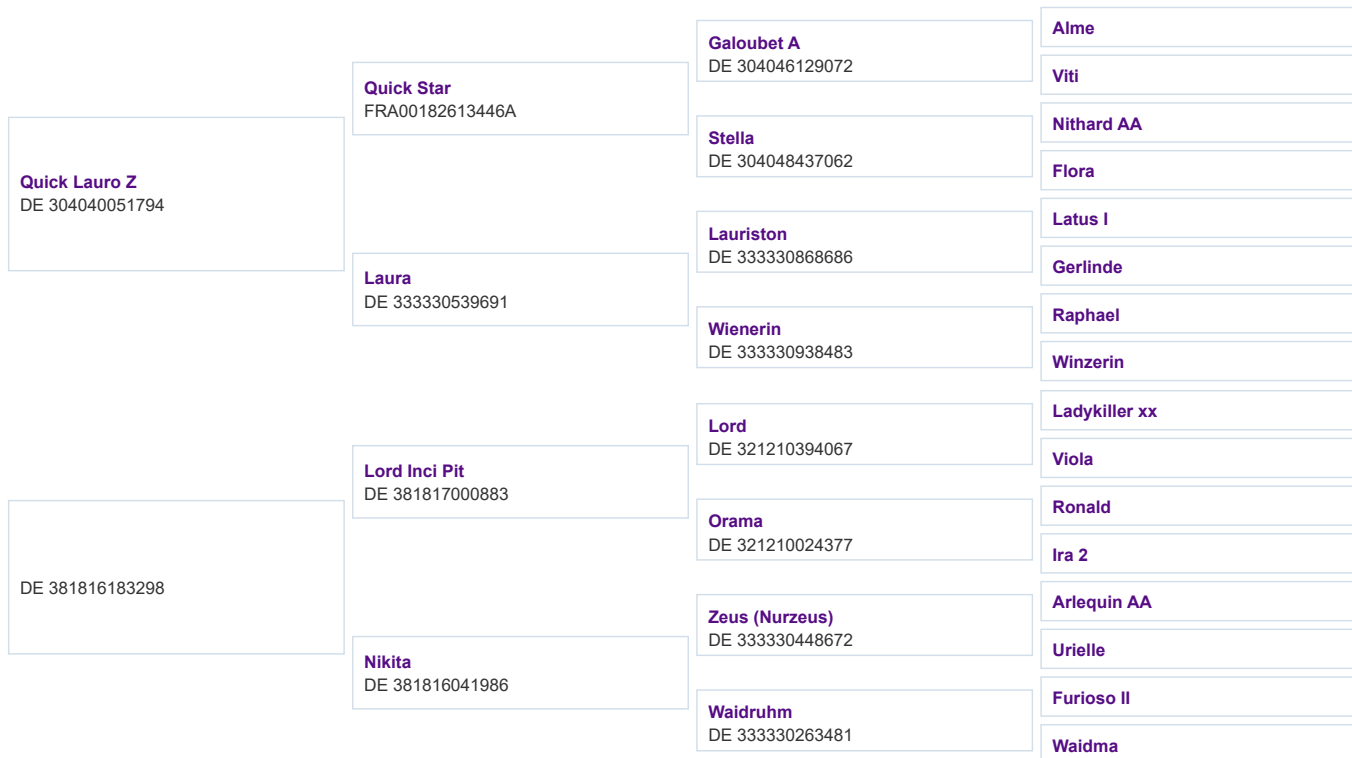 Quick Lauro Z
DE 304040051794
DE 381816183298
Quick Star
FRA00182613446A
Laura
DE 333330539691
Lord Inci Pit
DE 381817000883
Nikita
DE 381816041986
Galoubet A
DE 304046129072
Stella
DE 304048437062
Lauriston
DE 333330868686
Wienerin
DE 333330938483
Lord
DE 321210394067
Orama
DE 321210024377
Zeus (Nurzeus)
DE 333330448672
Waidruhm
DE 333330263481
Alme
Viti
Nithard AA
Flora
Latus I
Gerlinde
Raphael
Winzerin
Ladykiller xx
Viola
Ronald
Ira 2
Arlequin AA
Urielle
Furioso II
Waidma